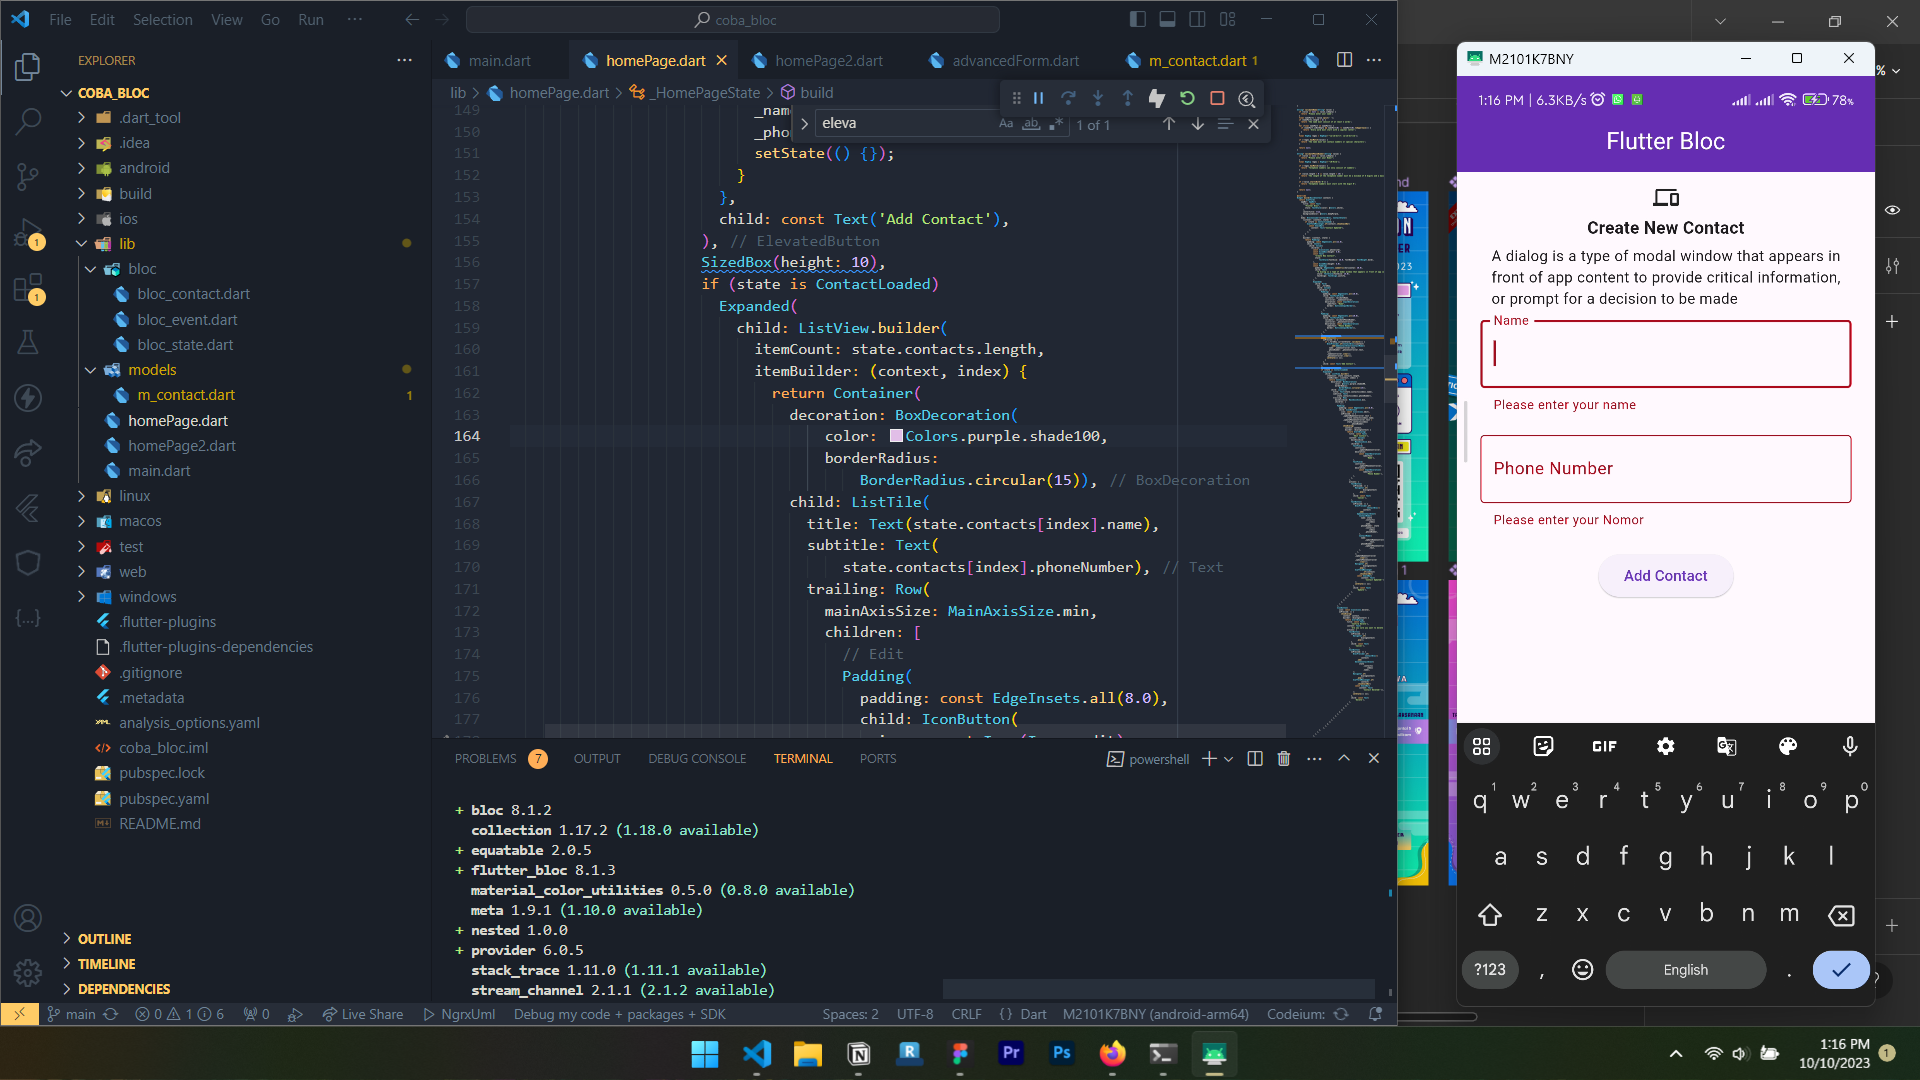 File Edit Selection View Go Run ···
coba_bloc
EXPLORER
COBA_BLOC
.dart_tool
.idea
android
build
ios
lib
bloc
bloc_contact.dart
bloc_event.dart
bloc_state.dart
models
m_contact.dart 1
homePage.dart
homePage2.dart
main.dart
linux
macos
test
web
windows
.flutter-plugins
.flutter-plugins-dependencies
.gitignore
.metadata
analysis_options.yaml
coba_bloc.iml
pubspec.lock
pubspec.yaml
README.md
OUTLINE
TIMELINE
DEPENDENCIES
main.dart homePage.dart homePage2.dart advancedForm.dart m_contact.dart 1
lib > homePage.dart > _HomePageState > build
eleva Aa ab .* 1 of 1
149 _nam
150 _pho
151 setState(() {});
152 }
153 },
154 child: const Text('Add Contact'),
155 ), // ElevatedButton
156 SizedBox(height: 10),
157 if (state is ContactLoaded)
158 Expanded(
159 child: ListView.builder(
160 itemCount: state.contacts.length,
161 itemBuilder: (context, index) {
162 return Container(
163 decoration: BoxDecoration(
164 color: Colors.purple.shade100,
165 borderRadius:
166 BorderRadius.circular(15)), // BoxDecoration
167 child: ListTile(
168 title: Text(state.contacts[index].name),
169 subtitle: Text(
170 state.contacts[index].phoneNumber), // Text
171 trailing: Row(
172 mainAxisSize: MainAxisSize.min,
173 children: [
174 // Edit
175 Padding(
176 padding: const EdgeInsets.all(8.0),
177 child: IconButton(
PROBLEMS 7 OUTPUT DEBUG CONSOLE TERMINAL PORTS powershell
+ bloc 8.1.2
collection 1.17.2 (1.18.0 available)
+ equatable 2.0.5
+ flutter_bloc 8.1.3
material_color_utilities 0.5.0 (0.8.0 available)
meta 1.9.1 (1.10.0 available)
+ nested 1.0.0
+ provider 6.0.5
stack_trace 1.11.0 (1.11.1 available)
stream_channel 2.1.1 (2.1.2 available)
main 0 1 6 0 Live Share NgrxUml Debug my code + packages + SDK Spaces: 2 UTF-8 CRLF {} Dart M2101K7BNY (android-arm64) Codeium:
M2101K7BNY
1:16 PM | 6.3KB/s 78%
Flutter Bloc
Create New Contact
A dialog is a type of modal window that appears in
front of app content to provide critical information,
or prompt for a decision to be made
Name
Please enter your name
Phone Number
Please enter your Nomor
Add Contact
GIF
q1 w2 e3 r4 t5 y6 u7 i8 o9 p0
a s d f g h j k l
z x c v b n m
?123 , English .
Pr Ps
1:16 PM
10/10/2023
1